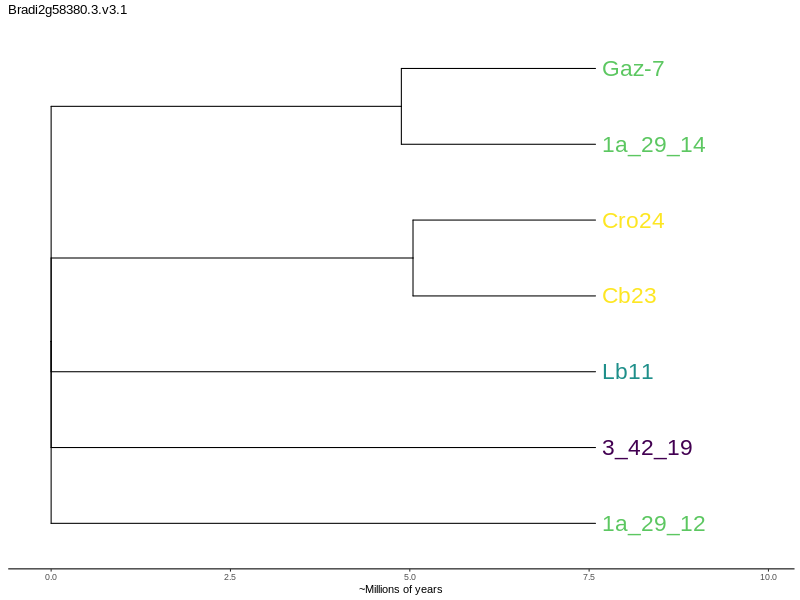 Bradi2g58380.3.v3.1
Gaz-7
1a_29_14
Cro24
Cb23
Lb11
3_42_19
1a_29_12
0.0 2.5 5.0 7.5 10.0
~Millions of years